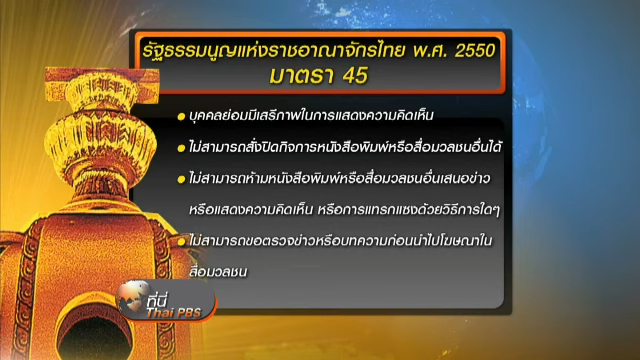 รัฐธรรมนูญแห่งราชอาณาจักรไทย พ.ศ. 2550
มาตรา 45
บุคคลย่อมมีเสรีภาพในการแสดงความคิดเห็น
ไม่สามารถสั่งปิดกิจการหนังสือพิมพ์หรือสื่อมวลชนอื่นได้
ไม่สามารถห้ามหนังสือพิมพ์หรือสื่อมวลชนอื่นเสนอข่าว
หรือแสดงความคิดเห็น หรือการแทรกแซงด้วยวิธีการใดๆ
ไม่สามารถขอตรวจข่าวหรือบทความก่อนนำไปโฆษณาใน
สื่อมวลชน
ที่นี่
Thai PBS